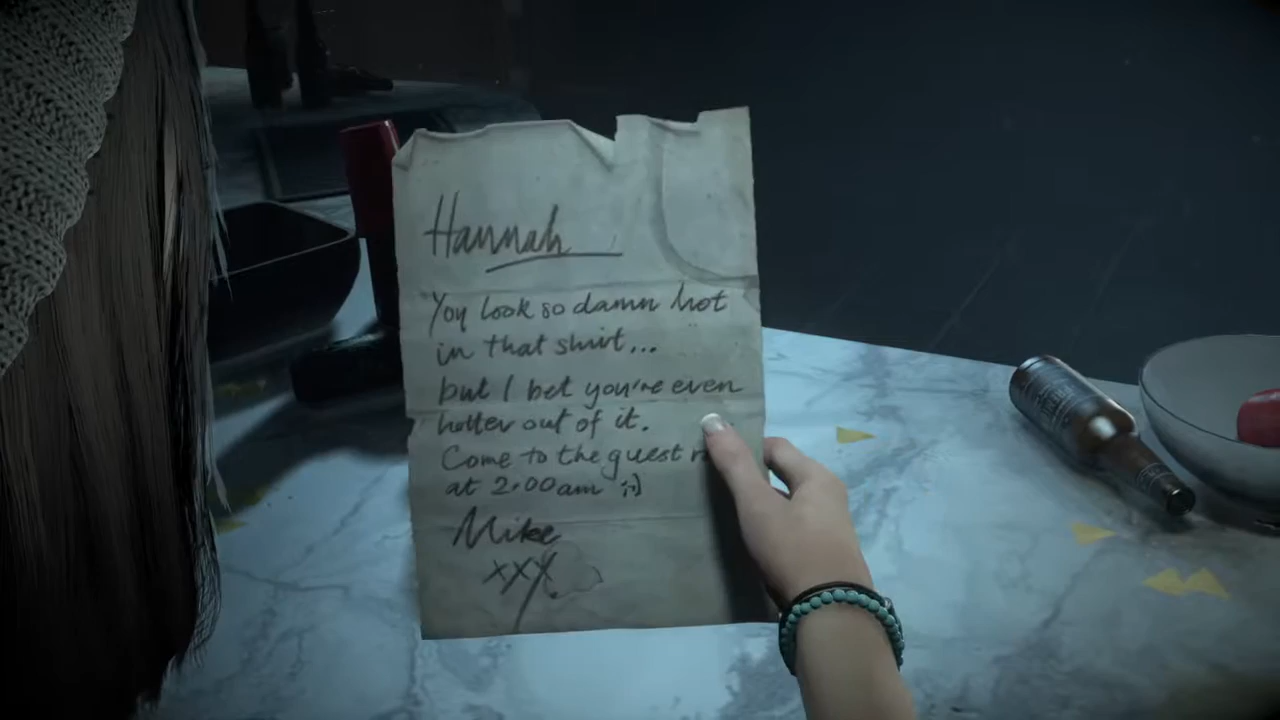 Hannah
You look so damn hot
in that shirt...
but I bet you're even
hotter out of it.
Come to the guest
at 2.00am ;)
Mike
xxx